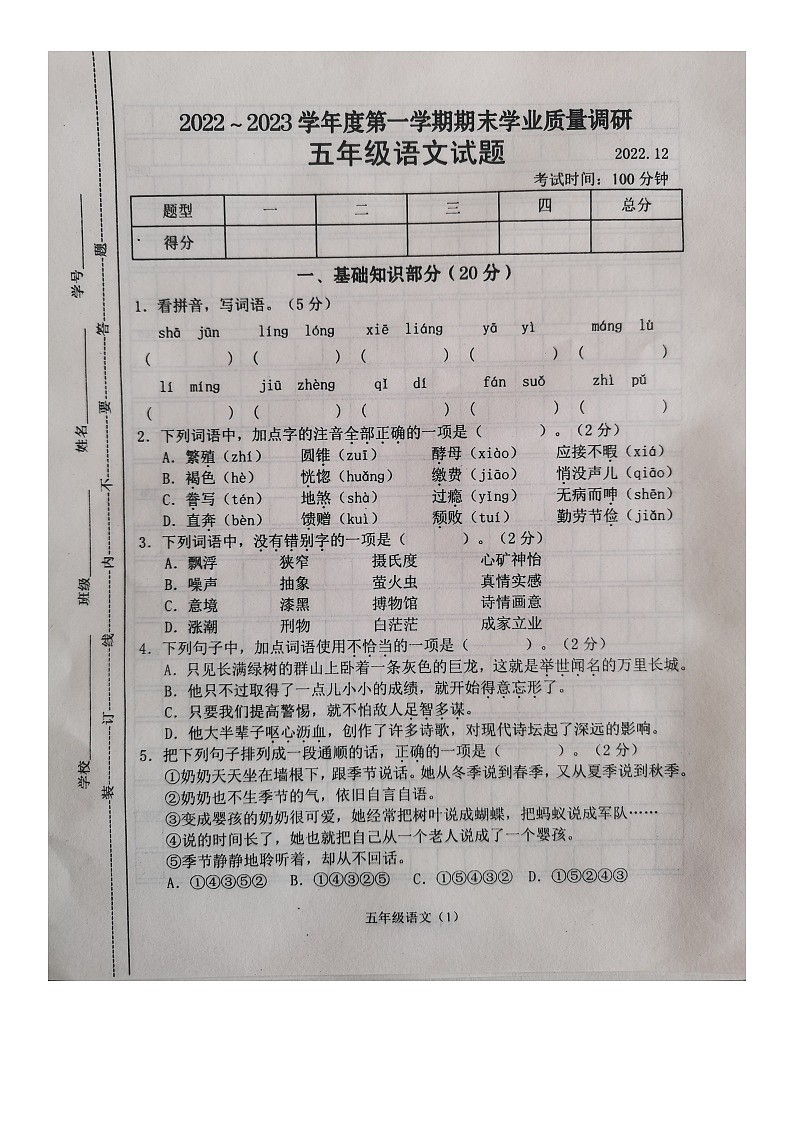 2022～2023 学年度第一学期期末学业质量调研
五年级语文试题
2022.12
考试时间：100 分钟
题型 一 二 三 四 总分
得分
一、基础知识部分（20 分）
1. 看拼音，写词语。（5 分）
shā jūn líng lóng xiē liáng yā yì máng lù
（ ）（ ）（ ）（ ）（ ）
lí míng jiū zhèng qǐ dí fán suǒ zhì pǔ
（ ）（ ）（ ）（ ）（ ）
2. 下列词语中，加点字的注音全部正确的一项是（ ）。（2 分）
A. 繁殖（zhí） 圆锥（zuī） 酵母（xiào） 应接不暇（xiá）
B. 褐色（hè） 恍惚（huǎng） 缴费（jiāo） 悄没声儿（qiāo）
C. 誊写（tén） 地煞（shà） 过瘾（yǐng） 无病而呻（shēn）
D. 直奔（bèn） 馈赠（kuì） 颓败（tuí） 勤劳节俭（jiǎn）
3. 下列词语中，没有错别字的一项是（ ）。（2 分）
A. 飘浮 狭窄 摄氏度 心矿神怡
B. 噪声 抽象 萤火虫 真情实感
C. 意境 漆黑 搏物馆 诗情画意
D. 涨潮 刑物 白茫茫 成家立业
4. 下列句子中，加点词语使用不恰当的一项是（ ）。（2 分）
A. 只见长满绿树的群山上卧着一条灰色的巨龙，这就是举世闻名的万里长城。
B. 他只不过取得了一点儿小小的成绩，就开始得意忘形了。
C. 只要我们提高警惕，就不怕敌人足智多谋。
D. 他大半辈子呕心沥血，创作了许多诗歌，对现代诗坛起了深远的影响。
5. 把下列句子排列成一段通顺的话，正确的一项是（ ）。（2 分）
①奶奶天天坐在墙根下，跟季节说话。她从冬季说到春季，又从夏季说到秋季。
②奶奶也不生季节的气，依旧自言自语。
③变成婴孩的奶奶很可爱，她经常把树叶说成蝴蝶，把蚂蚁说成军队……
④说的时间长了，她也就把自己从一个老人说成了一个婴孩。
⑤季节静静地聆听着，却从不回话。
A. ①④③⑤② B. ①④③②⑤ C. ①⑤④③② D. ①⑤②④③
五年级语文（1）
学校 班级 姓名 学号
装 订 线 内 不 要 答 题